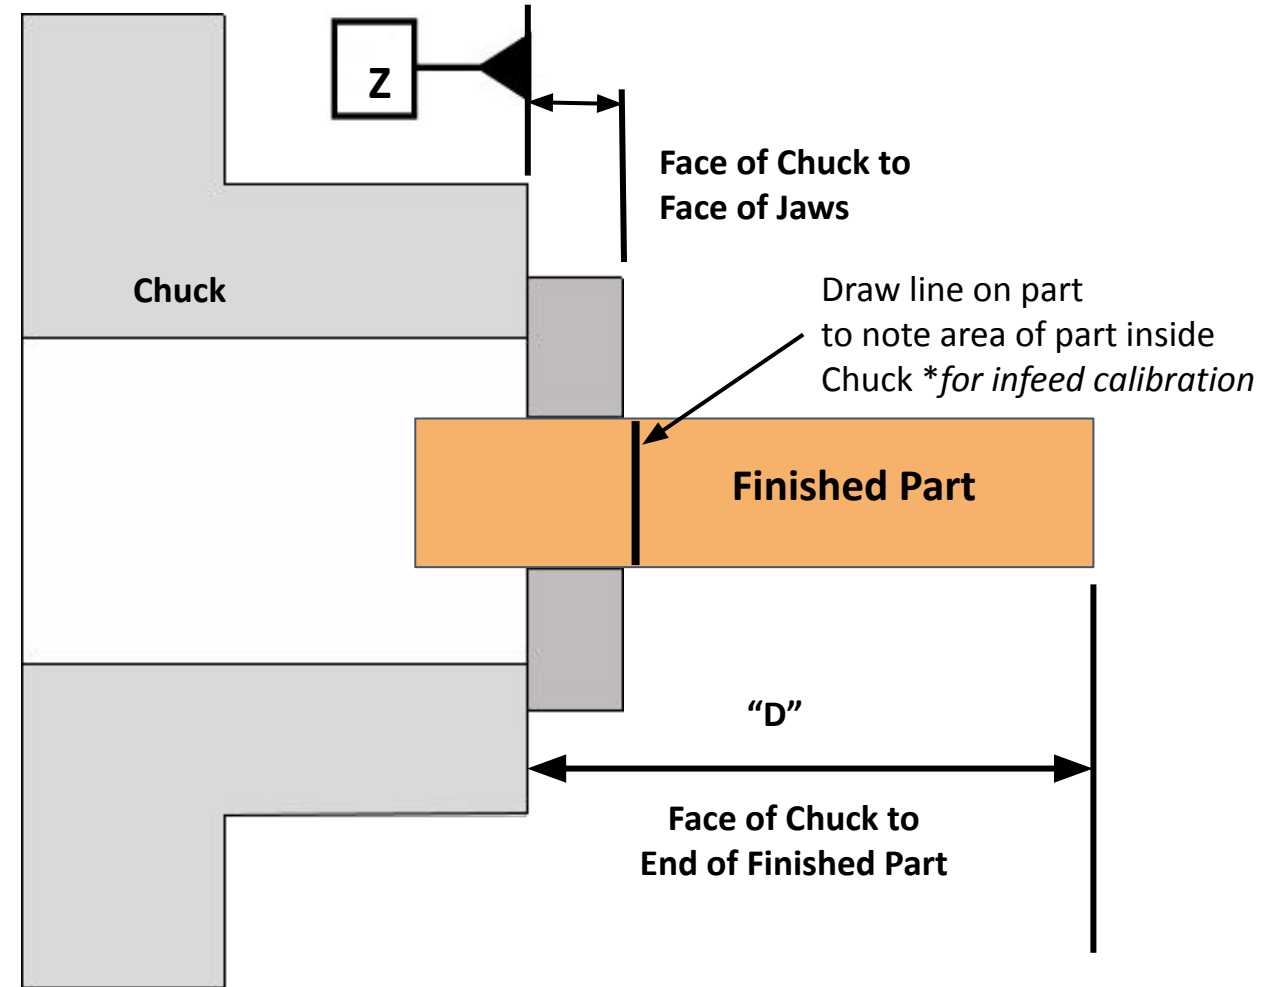 Z
Face of Chuck to
Face of Jaws
Chuck
Draw line on part
to note area of part inside
Chuck *for infeed calibration
Finished Part
“D”
Face of Chuck to
End of Finished Part